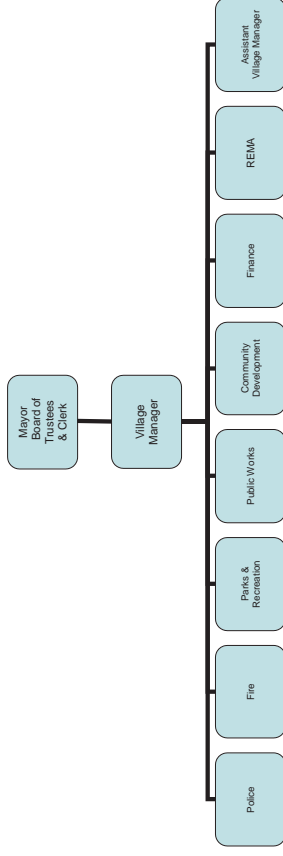 Mayor
Board of
Trustees
& Clerk
Village
Manager
Police
Fire
Parks &
Recreation
Public Works
Community
Development
Finance
REMA
Assistant
Village Manager